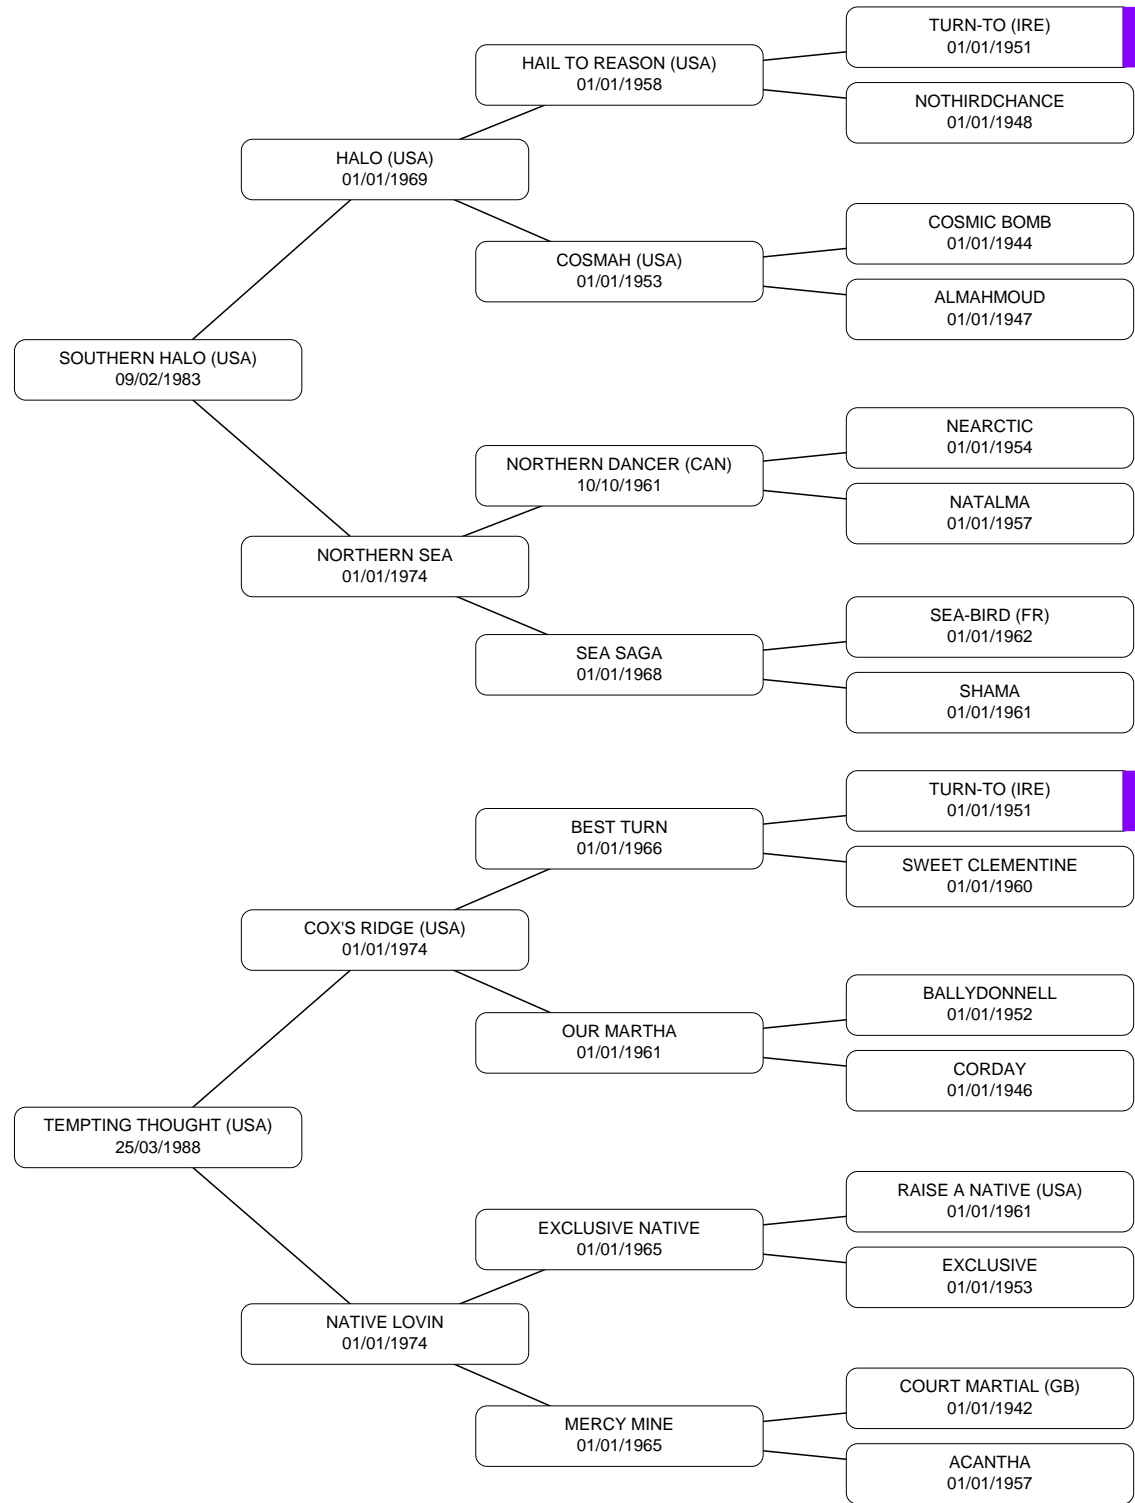 TURN-TO (IRE)
01/01/1951
HAIL TO REASON (USA)
01/01/1958
NOTHIRDCHANCE
01/01/1948
HALO (USA)
01/01/1969
COSMIC BOMB
01/01/1944
COSMAH (USA)
01/01/1953
ALMAHMOUD
01/01/1947
SOUTHERN HALO (USA)
09/02/1983
NEARCTIC
01/01/1954
NORTHERN DANCER (CAN)
10/10/1961
NATALMA
01/01/1957
NORTHERN SEA
01/01/1974
SEA-BIRD (FR)
01/01/1962
SEA SAGA
01/01/1968
SHAMA
01/01/1961
TURN-TO (IRE)
01/01/1951
BEST TURN
01/01/1966
SWEET CLEMENTINE
01/01/1960
COX'S RIDGE (USA)
01/01/1974
BALLYDONNELL
01/01/1952
OUR MARTHA
01/01/1961
CORDAY
01/01/1946
TEMPTING THOUGHT (USA)
25/03/1988
RAISE A NATIVE (USA)
01/01/1961
EXCLUSIVE NATIVE
01/01/1965
EXCLUSIVE
01/01/1953
NATIVE LOVIN
01/01/1974
COURT MARTIAL (GB)
01/01/1942
MERCY MINE
01/01/1965
ACANTHA
01/01/1957